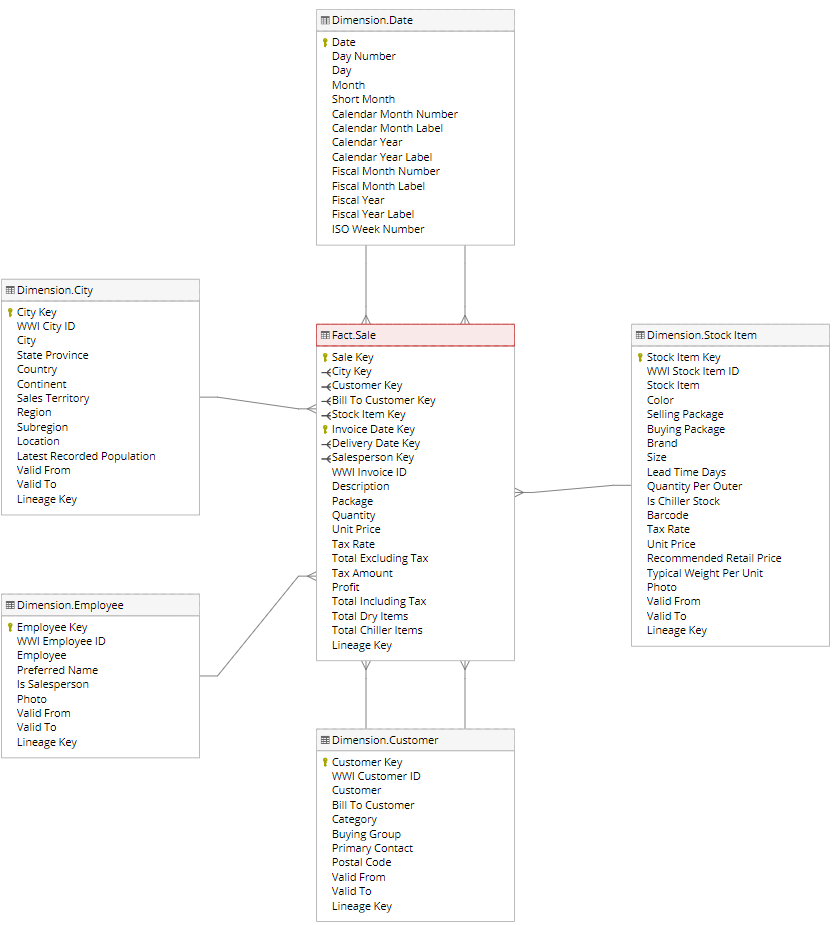 Dimension.Date
Date
Day Number
Day
Month
Short Month
Calendar Month Number
Calendar Month Label
Calendar Year
Calendar Year Label
Fiscal Month Number
Fiscal Month Label
Fiscal Year
Fiscal Year Label
ISO Week Number
Dimension.City
City Key
WWI City ID
City
State Province
Country
Continent
Sales Territory
Region
Subregion
Location
Latest Recorded Population
Valid From
Valid To
Lineage Key
Fact.Sale
Sale Key
City Key
Customer Key
Bill To Customer Key
Stock Item Key
Invoice Date Key
Delivery Date Key
Salesperson Key
WWI Invoice ID
Description
Package
Quantity
Unit Price
Tax Rate
Total Excluding Tax
Tax Amount
Profit
Total Including Tax
Total Dry Items
Total Chiller Items
Lineage Key
Dimension.Stock Item
Stock Item Key
WWI Stock Item ID
Stock Item
Color
Selling Package
Buying Package
Brand
Size
Lead Time Days
Quantity Per Outer
Is Chiller Stock
Barcode
Tax Rate
Unit Price
Recommended Retail Price
Typical Weight Per Unit
Photo
Valid From
Valid To
Lineage Key
Dimension.Employee
Employee Key
WWI Employee ID
Employee
Preferred Name
Is Salesperson
Photo
Valid From
Valid To
Lineage Key
Dimension.Customer
Customer Key
WWI Customer ID
Customer
Bill To Customer
Category
Buying Group
Primary Contact
Postal Code
Valid From
Valid To
Lineage Key